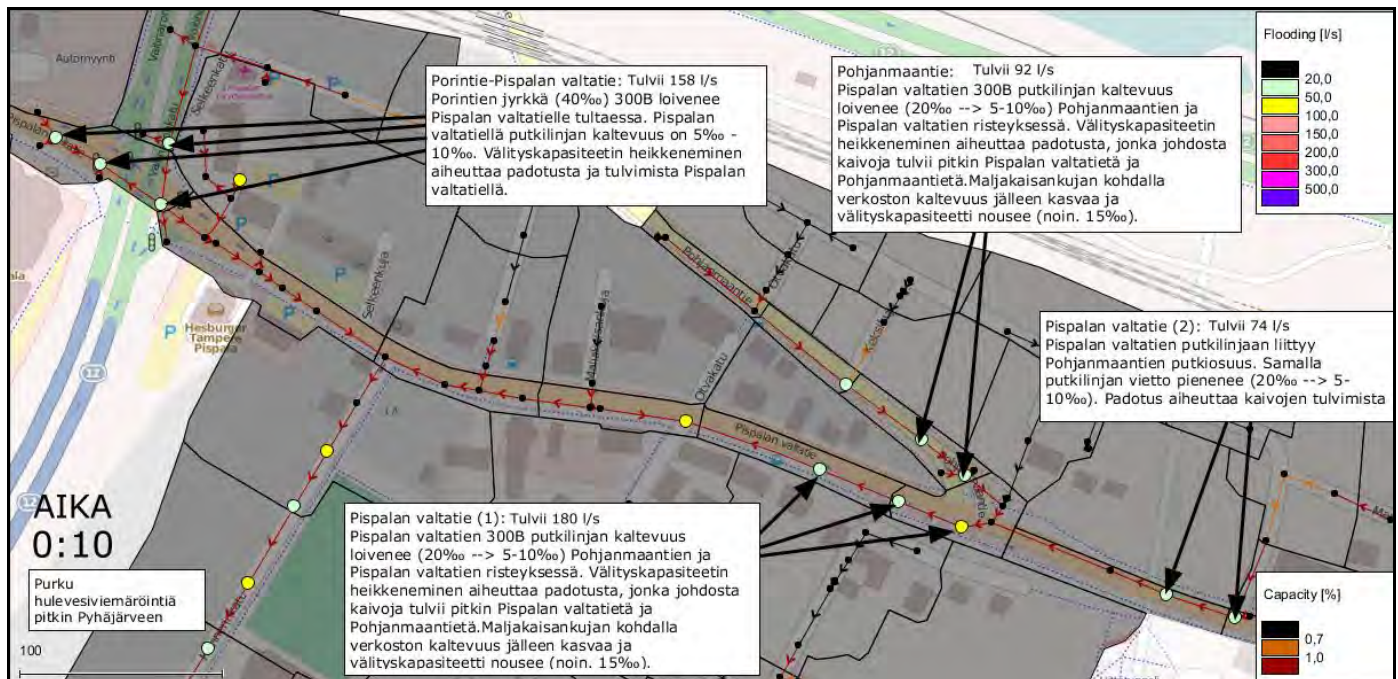 Flooding [l/s]
20,0
50,0
100,0
150,0
200,0
300,0
500,0
Porintie-Pispalan valtatie: Tulvii 158 l/s
Porintien jyrkkä (40‰) 300B loivenee
Pispalan valtatielle tultaessa. Pispalan
valtatiellä putkilinjan kaltevuus on 5‰ -
10‰. Välityskapasiteetin heikkeneminen
aiheuttaa padotusta ja tulvimista Pispalan
valtatiellä.
Pohjanmaantie: Tulvii 92 l/s
Pispalan valtatien 300B putkilinjan kaltevuus
loivenee (20‰ --> 5-10‰) Pohjanmaantien ja
Pispalan valtatien risteyksessä. Välityskapasiteetin
heikkeneminen aiheuttaa padotusta, jonka johdosta
kaivoja tulvii pitkin Pispalan valtatietä ja
Pohjanmaantietä.Maljakaisankujan kohdalla
verkoston kaltevuus jälleen kasvaa ja
välityskapasiteetti nousee (noin. 15‰).
Automyynti
Selkeenkatu
Selkeenkuja
P
P
P
P
P
P
Hesburger
Tampere
Pispala
12
12
12
Pohjanmaantie
Otvakatu
Pispalan valtatie
Pispalan valtatie (2): Tulvii 74 l/s
Pispalan valtatien putkilinjaan liittyy
Pohjanmaantien putkiosuus. Samalla
putkilinjan vietto pienenee (20‰ --> 5-
10‰). Padotus aiheuttaa kaivojen tulvimista
Pispalan valtatie (1): Tulvii 180 l/s
Pispalan valtatien 300B putkilinjan kaltevuus
loivenee (20‰ --> 5-10‰) Pohjanmaantien ja
Pispalan valtatien risteyksessä. Välityskapasiteetin
heikkeneminen aiheuttaa padotusta, jonka johdosta
kaivoja tulvii pitkin Pispalan valtatietä ja
Pohjanmaantietä.Maljakaisankujan kohdalla
verkoston kaltevuus jälleen kasvaa ja
välityskapasiteetti nousee (noin. 15‰).
AIKA
0:10
Purku
hulevesiviemäröintiä
pitkin Pyhäjärveen
100
Capacity [%]
0,7
1,0